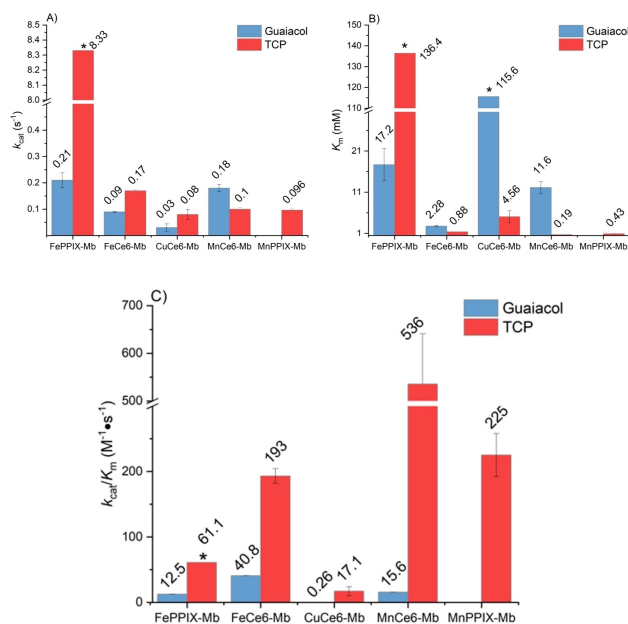 A)
Guaiacol
TCP
8.5
8.4
8.3
8.2
8.1
8.0
0.4
0.3
0.2
0.1
kcat (s-1)
* 8.33
0.21
0.09
0.17
0.03
0.08
0.18
0.1
0.096
FePPIX-Mb
FeCe6-Mb
CuCe6-Mb
MnCe6-Mb
MnPPIX-Mb
B)
Guaiacol
TCP
150
140
130
120
110
21
11
1
Km (mM)
* 136.4
17.2
2.28
0.88
* 115.6
4.56
11.6
0.19
0.43
FePPIX-Mb
FeCe6-Mb
CuCe6-Mb
MnCe6-Mb
MnPPIX-Mb
C)
Guaiacol
TCP
700
600
500
200
100
0
kcat/Km (M-1•s-1)
12.5
61.1
*
40.8
193
0.26
17.1
15.6
536
225
FePPIX-Mb
FeCe6-Mb
CuCe6-Mb
MnCe6-Mb
MnPPIX-Mb